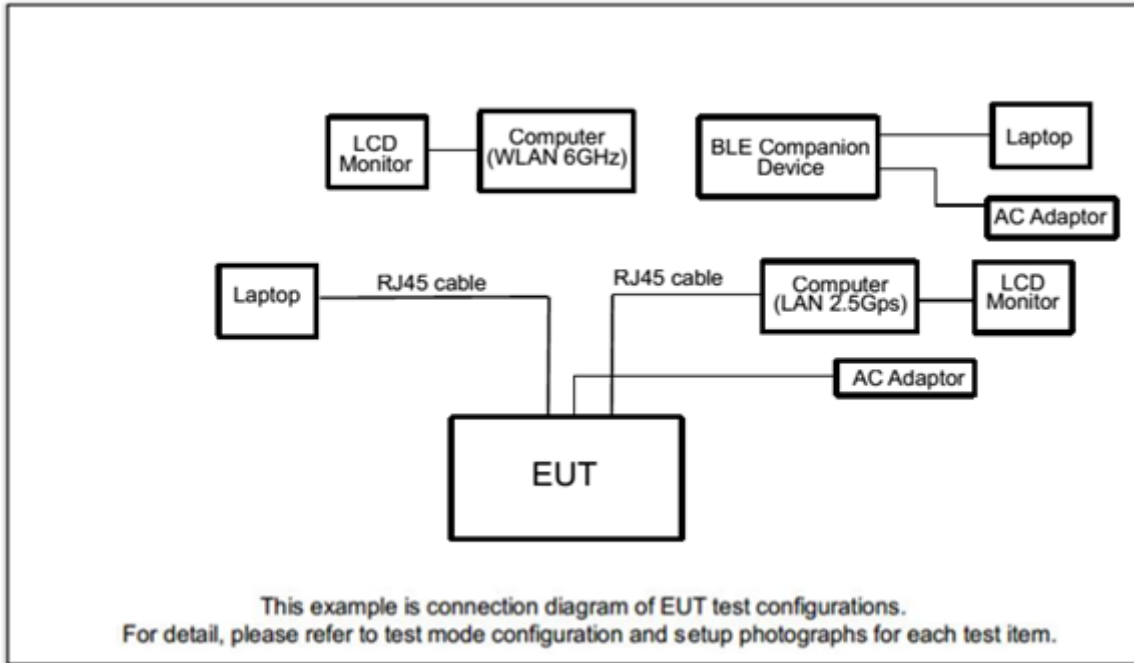 LCD
Monitor
Computer
(WLAN 6GHz)
BLE Companion
Device
Laptop
AC Adaptor
Laptop
RJ45 cable
RJ45 cable
Computer
(LAN 2.5Gps)
LCD
Monitor
AC Adaptor
EUT
This example is connection diagram of EUT test configurations.
For detail, please refer to test mode configuration and setup photographs for each test item.